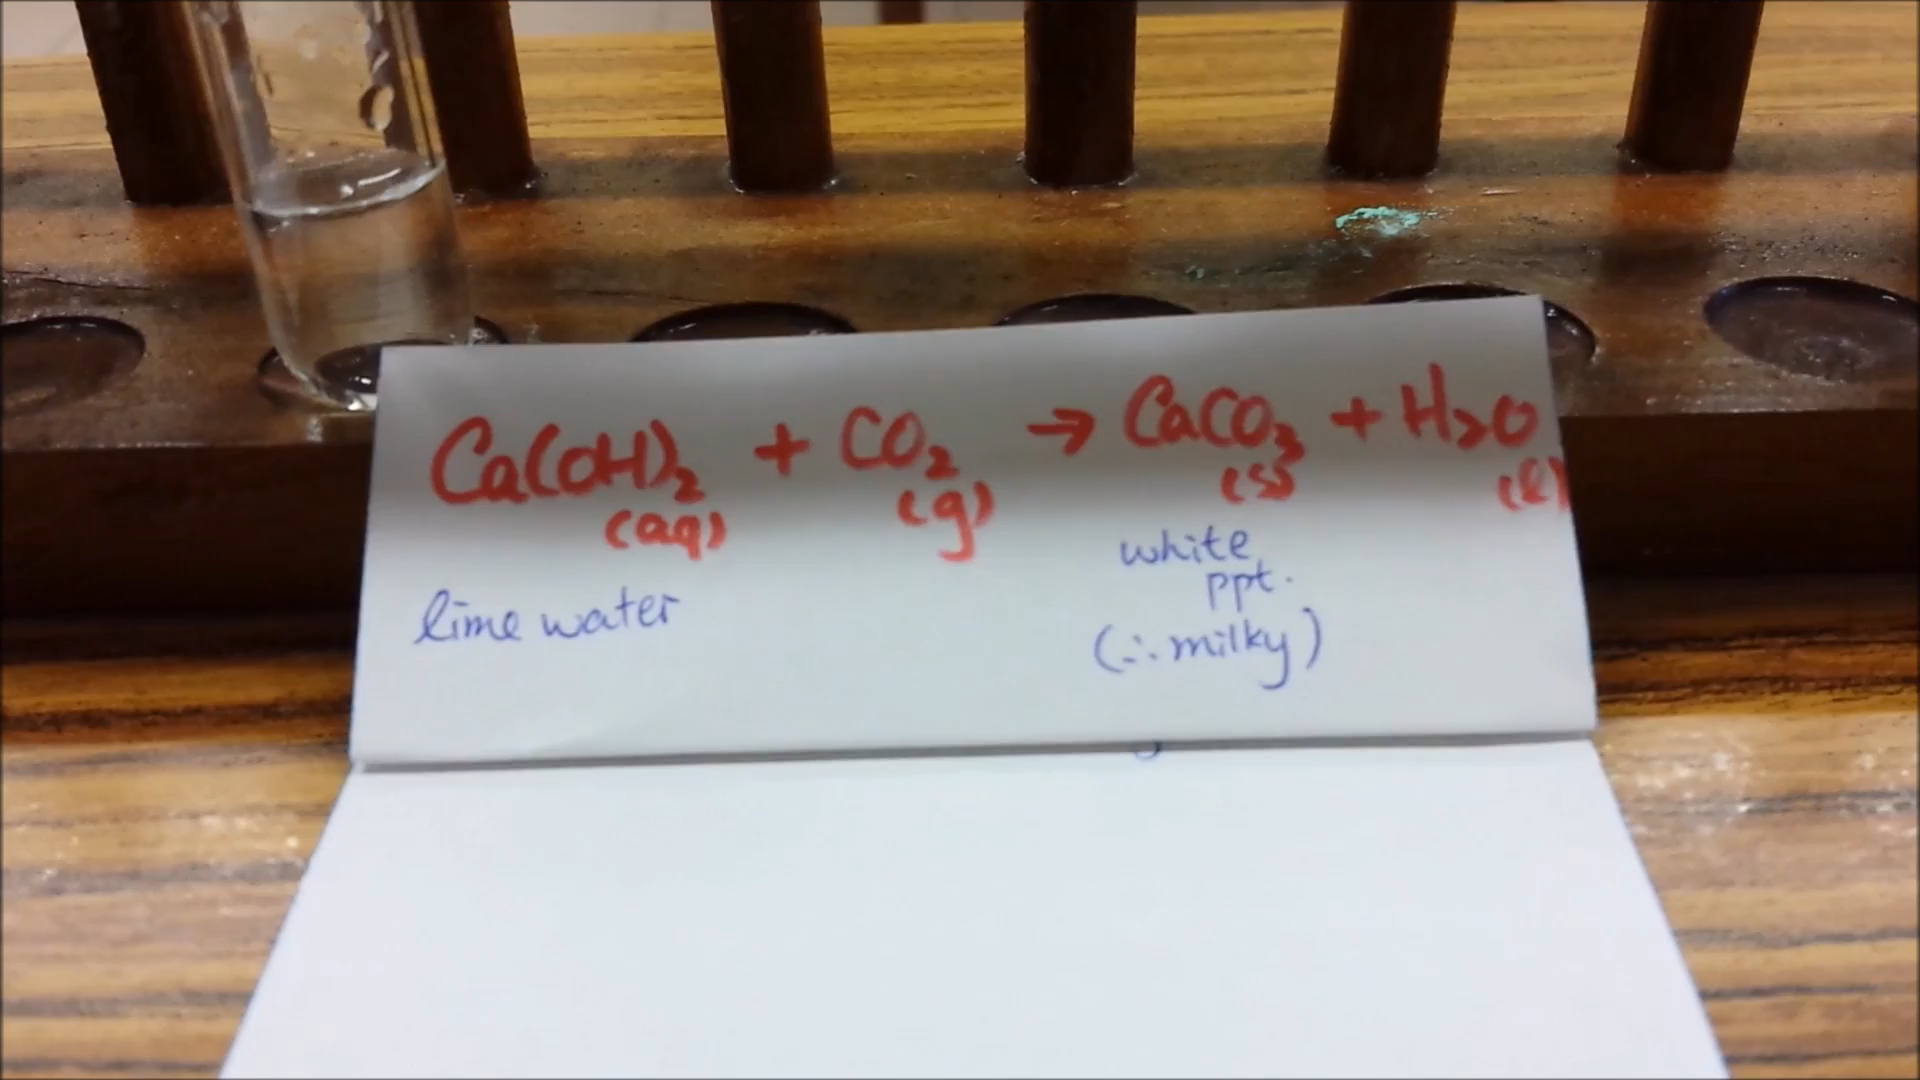 Ca(OH)₂ + CO₂ → CaCO₃ + H₂O
(aq) (g) (s) (l)
lime water
white
ppt.
(∴ milky)